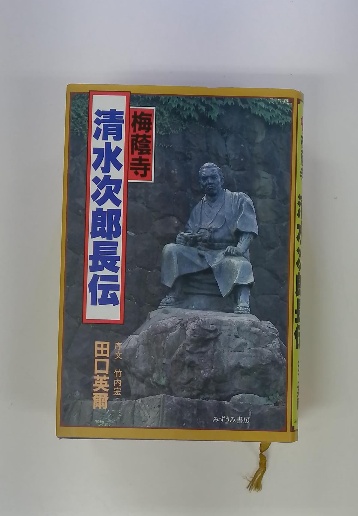 梅蔭寺
清水次郎長伝
序文 竹内宏
田口英爾
みずうみ書房